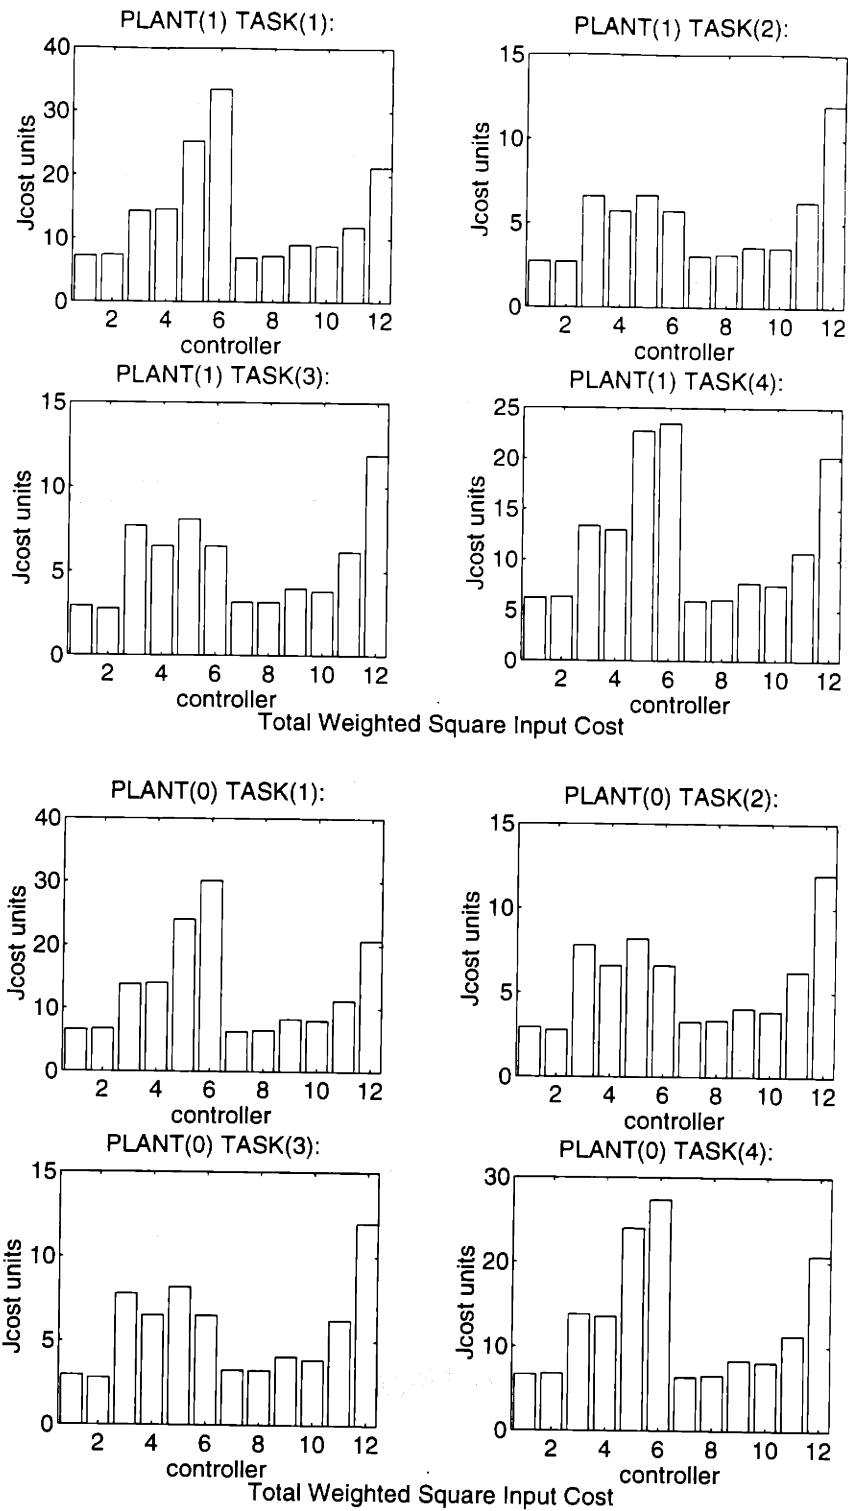 PLANT(1) TASK(1):
40
30
20
10
0
Jcost units
2 4 6 8 10 12
controller
PLANT(1) TASK(2):
15
10
5
0
Jcost units
2 4 6 8 10 12
controller
PLANT(1) TASK(3):
15
10
5
0
Jcost units
2 4 6 8 10 12
controller
PLANT(1) TASK(4):
25
20
15
10
5
0
Jcost units
2 4 6 8 10 12
controller
Total Weighted Square Input Cost
PLANT(0) TASK(1):
40
30
20
10
0
Jcost units
2 4 6 8 10 12
controller
PLANT(0) TASK(2):
15
10
5
0
Jcost units
2 4 6 8 10 12
controller
PLANT(0) TASK(3):
15
10
5
0
Jcost units
2 4 6 8 10 12
controller
PLANT(0) TASK(4):
30
20
10
0
Jcost units
2 4 6 8 10 12
controller
Total Weighted Square Input Cost